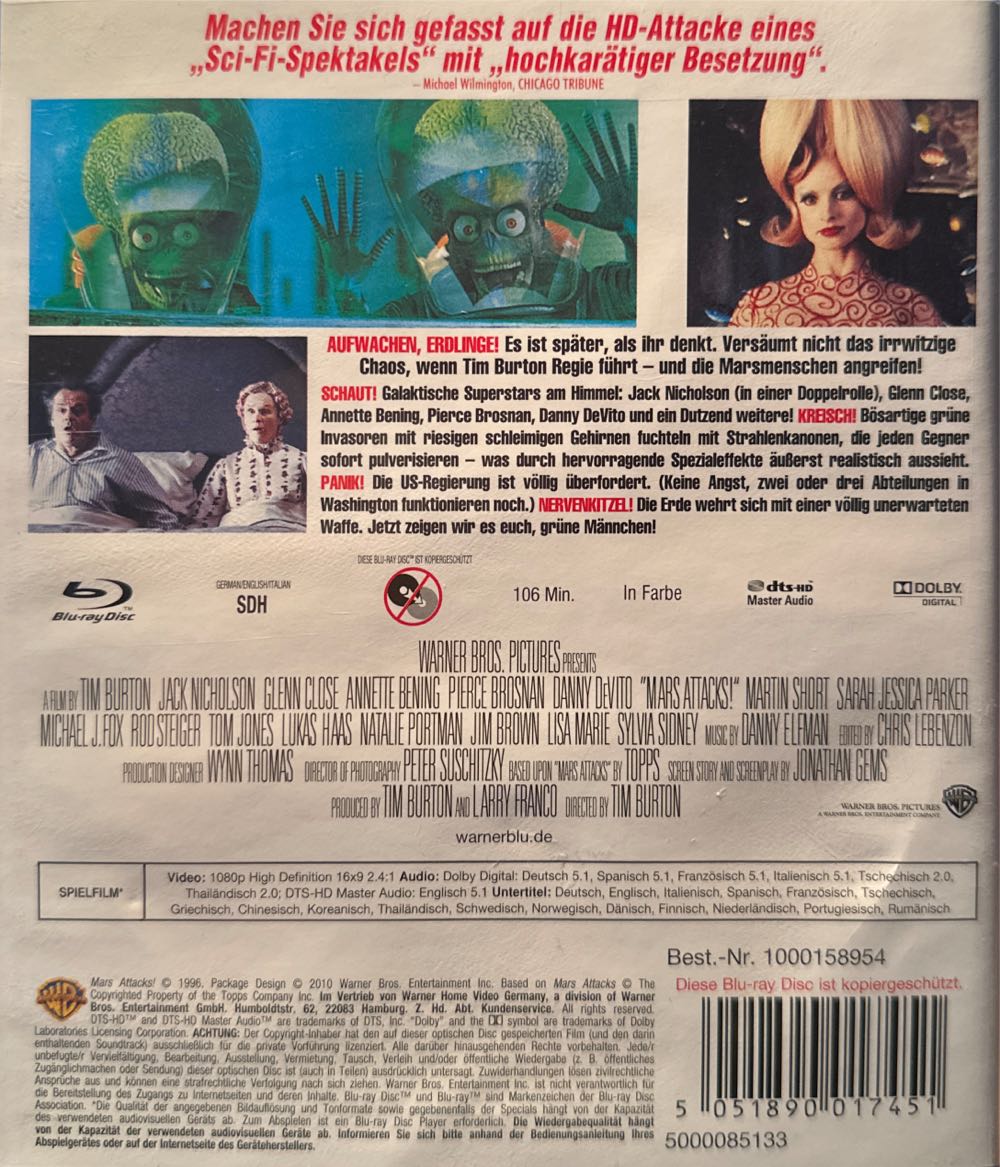 Machen Sie sich gefasst auf die HD-Attacke eines
„Sci-Fi-Spektakels“ mit „hochkarätiger Besetzung“.
– Michael Wilmington, CHICAGO TRIBUNE
AUFWACHEN, ERDLINGE! Es ist später, als ihr denkt. Versäumt nicht das irrwitzige
Chaos, wenn Tim Burton Regie führt – und die Marsmenschen angreifen!
SCHAUT! Galaktische Superstars am Himmel: Jack Nicholson (in einer Doppelrolle), Glenn Close,
Annette Bening, Pierce Brosnan, Danny DeVito und ein Dutzend weitere! KREISCH! Bösartige grüne
Invasoren mit riesigen schleimigen Gehirnen fuchteln mit Strahlenkanonen, die jeden Gegner
sofort pulverisieren – was durch hervorragende Spezialeffekte äußerst realistisch aussieht.
PANIK! Die US-Regierung ist völlig überfordert. (Keine Angst, zwei oder drei Abteilungen in
Washington funktionieren noch.) NERVENKITZEL! Die Erde wehrt sich mit einer völlig unerwarteten
Waffe. Jetzt zeigen wir es euch, grüne Männchen!
DIESE BLU-RAY DISC™ IST KOPIERGESCHÜTZT
Blu-ray Disc™
GERMAN/ENGLISH/ITALIAN
SDH
106 Min.
In Farbe
dts-HD
Master Audio
DOLBY
DIGITAL
WARNER BROS. PICTURES PRESENTS
A FILM BY TIM BURTON JACK NICHOLSON GLENN CLOSE ANNETTE BENING PIERCE BROSNAN DANNY DeVITO "MARS ATTACKS!" MARTIN SHORT SARAH JESSICA PARKER
MICHAEL J. FOX ROD STEIGER TOM JONES LUKAS HAAS NATALIE PORTMAN JIM BROWN LISA MARIE SYLVIA SIDNEY MUSIC BY DANNY ELFMAN EDITED BY CHRIS LEBENZON
PRODUCTION DESIGNER WYNN THOMAS DIRECTOR OF PHOTOGRAPHY PETER SUSCHITZKY BASED UPON "MARS ATTACKS" BY TOPPS SCREEN STORY AND SCREENPLAY BY JONATHAN GEMS
PRODUCED BY TIM BURTON AND LARRY FRANCO DIRECTED BY TIM BURTON
WARNER BROS. PICTURES
A WARNER BROS. ENTERTAINMENT COMPANY
warnerblu.de
SPIELFILM*
Video: 1080p High Definition 16x9 2.4:1 Audio: Dolby Digital: Deutsch 5.1, Spanisch 5.1, Französisch 5.1, Italienisch 5.1, Tschechisch 2.0,
Thailändisch 2.0; DTS-HD Master Audio: Englisch 5.1 Untertitel: Deutsch, Englisch, Italienisch, Spanisch, Französisch, Tschechisch,
Griechisch, Chinesisch, Koreanisch, Thailändisch, Schwedisch, Norwegisch, Dänisch, Finnisch, Niederländisch, Portugiesisch, Rumänisch
Best.-Nr. 1000158954
Diese Blu-ray Disc ist kopiergeschützt.
Mars Attacks! © 1996, Package Design © 2010 Warner Bros. Entertainment Inc. Based on Mars Attacks © The
Copyrighted Property of the Topps Company Inc. Im Vertrieb von Warner Home Video Germany, a division of Warner
Bros. Entertainment GmbH. Humboldtstr. 62, 22083 Hamburg. Z. Hd. Abt. Kundenservice. All rights reserved.
DTS-HD™ and DTS-HD Master Audio™ are trademarks of DTS, Inc. "Dolby" and the DD symbol are trademarks of Dolby
Laboratories Licensing Corporation. ACHTUNG: Der Copyright-Inhaber hat den auf dieser optischen Disc gespeicherten Film (und den darin
enthaltenen Soundtrack) ausschließlich für die private Vorführung lizenziert. Alle darüber hinausgehenden Rechte vorbehalten. Jede/r
unbefugte/r Vervielfältigung, Bearbeitung, Ausstellung, Vermietung, Tausch, Verleih und/oder öffentliche Wiedergabe (z. B. öffentliches
Zugänglichmachen oder Sendung) dieser optischen Disc ist (auch in Teilen) ausdrücklich untersagt. Zuwiderhandlungen lösen zivilrechtliche
Ansprüche aus und können eine strafrechtliche Verfolgung nach sich ziehen. Warner Bros. Entertainment Inc. ist nicht verantwortlich für
die Bereitstellung des Zugangs zu Internetseiten und deren Inhalte. Blu-ray Disc™ und Blu-ray™ sind Markenzeichen der Blu-ray Disc
Association. *Die Qualität der angegebenen Bildauflösung und Tonformate sowie gegebenenfalls der Specials hängt von der Kapazität
des verwendeten audiovisuellen Geräts ab. Zum Abspielen ist ein Blu-ray Disc Player erforderlich. Die Wiedergabequalität hängt
von der Kapazität der verwendeten audiovisuellen Geräte ab. Informieren Sie sich bitte anhand der Bedienungsanleitung Ihres
Abspielgerätes oder auf der Internetseite des Geräteherstellers.
5 051890 017451
5000085133